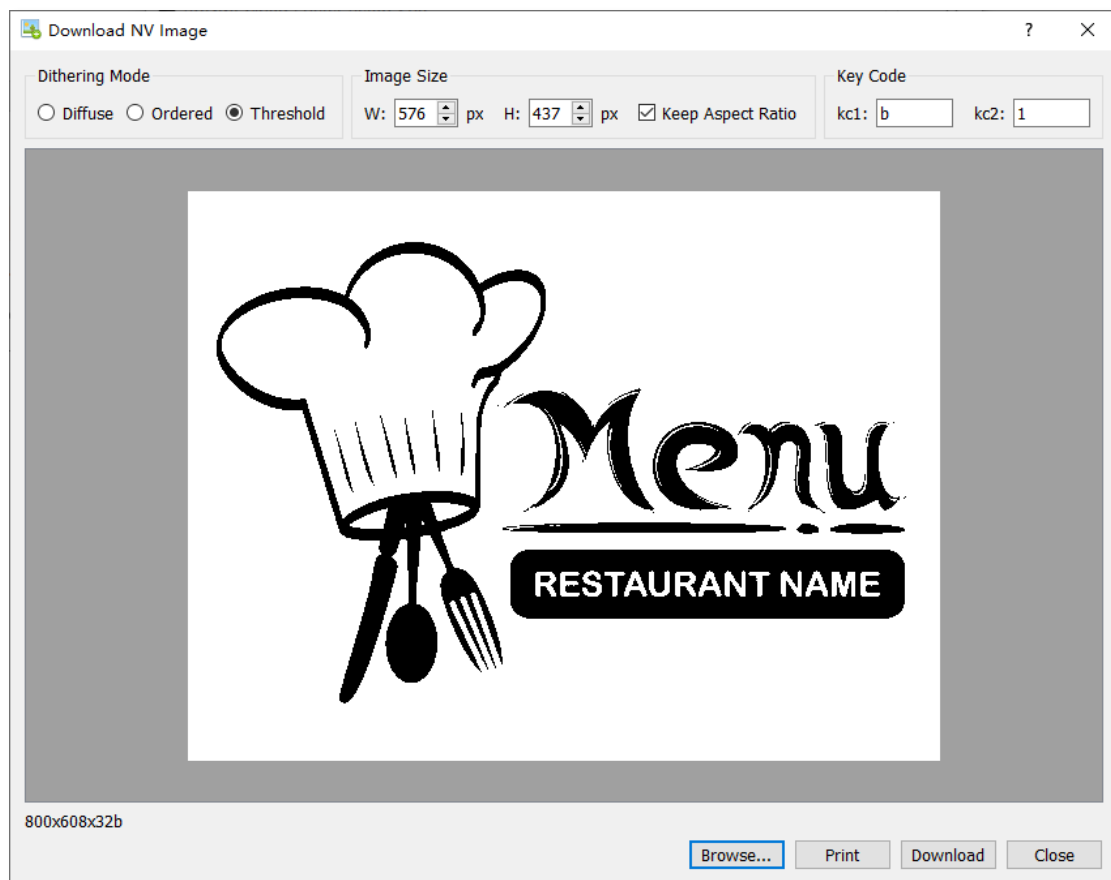 Download NV Image
?
Dithering Mode
Image Size
Key Code
Diffuse Ordered Threshold
W: 576 px H: 437 px Keep Aspect Ratio
kc1: b kc2: 1
Menu
RESTAURANT NAME
800x608x32b
Browse... Print Download Close